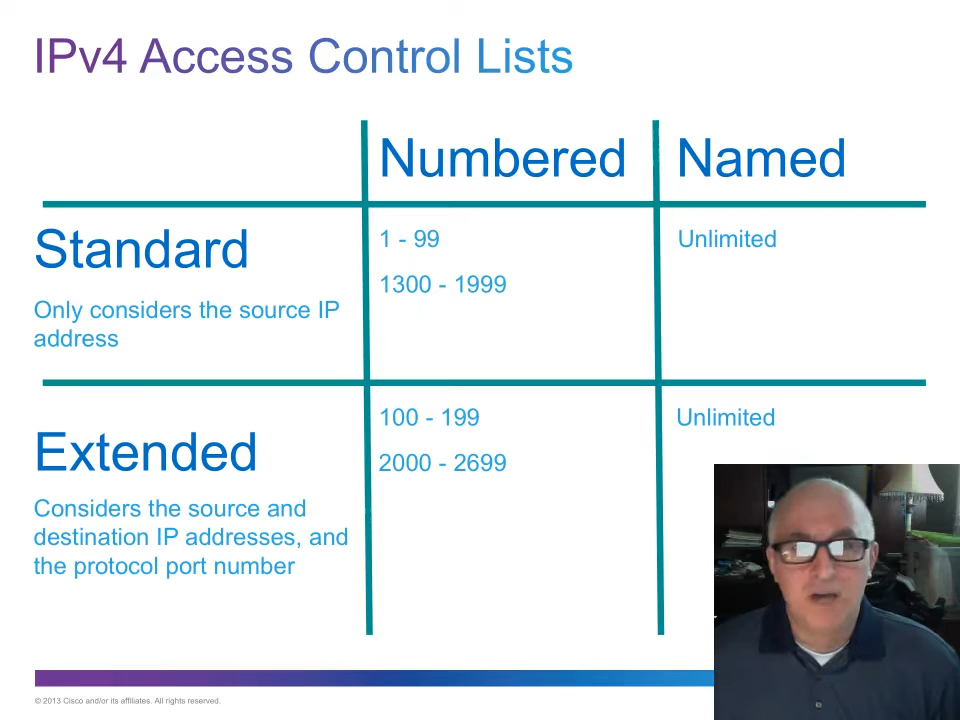 IPv4 Access Control Lists
Numbered
Named
Standard
Only considers the source IP
address
1 - 99
1300 - 1999
Unlimited
Extended
Considers the source and
destination IP addresses, and
the protocol port number
100 - 199
2000 - 2699
Unlimited
© 2013 Cisco and/or its affiliates. All rights reserved.